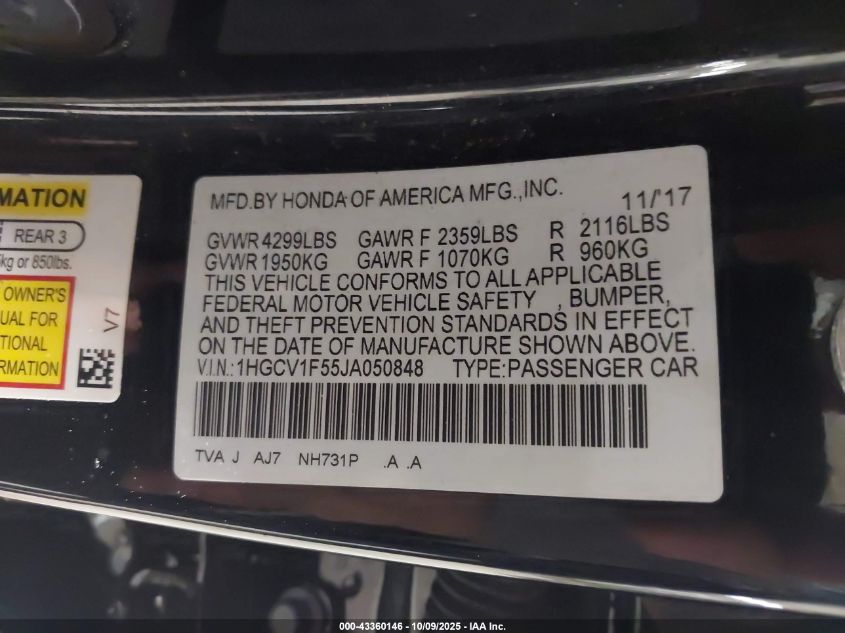 MATION
REAR 3
kg or 850lbs.
OWNER'S
UAL FOR
TIONAL
ORMATION
V7
MFD.BY HONDA OF AMERICA MFG.,INC. 11/'17
GVWR 4299LBS GAWR F 2359LBS R 2116LBS
GVWR 1950KG GAWR F 1070KG R 960KG
THIS VEHICLE CONFORMS TO ALL APPLICABLE
FEDERAL MOTOR VEHICLE SAFETY , BUMPER,
AND THEFT PREVENTION STANDARDS IN EFFECT
ON THE DATE OF MANUFACTURE SHOWN ABOVE.
V.I.N.:1HGCV1F55JA050848 TYPE:PASSENGER CAR
TVA J AJ7 NH731P .A .A
000-43360146 - 10/09/2025 - IAA Inc.